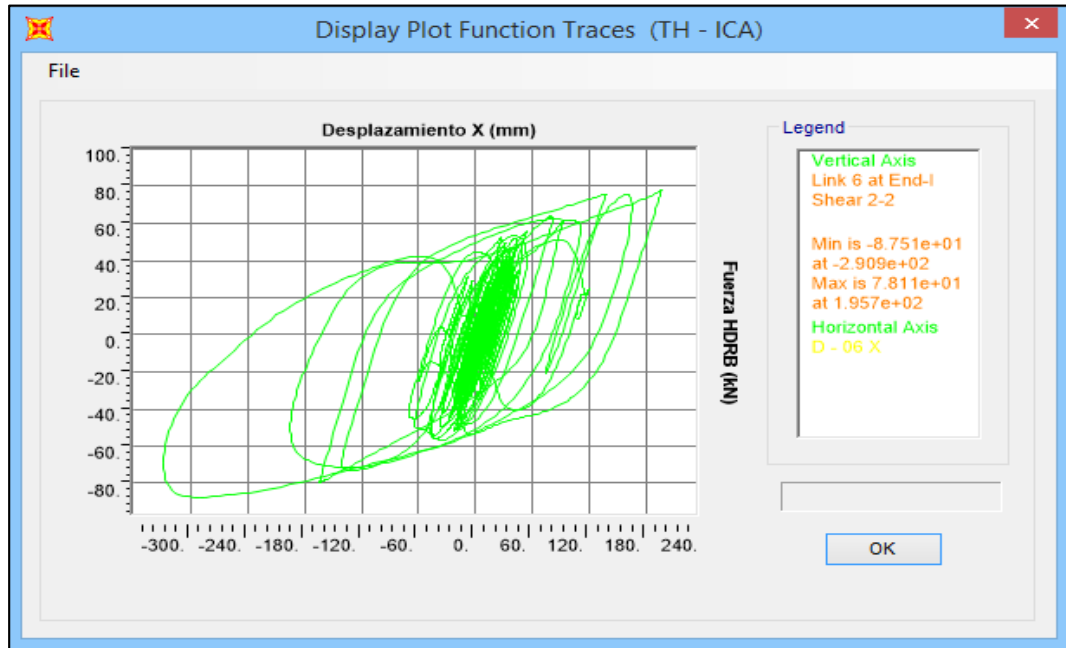 Display Plot Function Traces  (TH - ICA)
File
Desplazamiento X (mm)
100.
80.
60.
40.
20.
0.
-20.
-40.
-60.
-80.
-300. -240. -180. -120. -60. 0. 60. 120. 180. 240.
Fuerza HDRB (kN)
Legend
Vertical Axis
Link 6 at End-I
Shear 2-2
Min is -8.751e+01
at -2.909e+02
Max is 7.811e+01
at 1.957e+02
Horizontal Axis
D - 06 X
OK